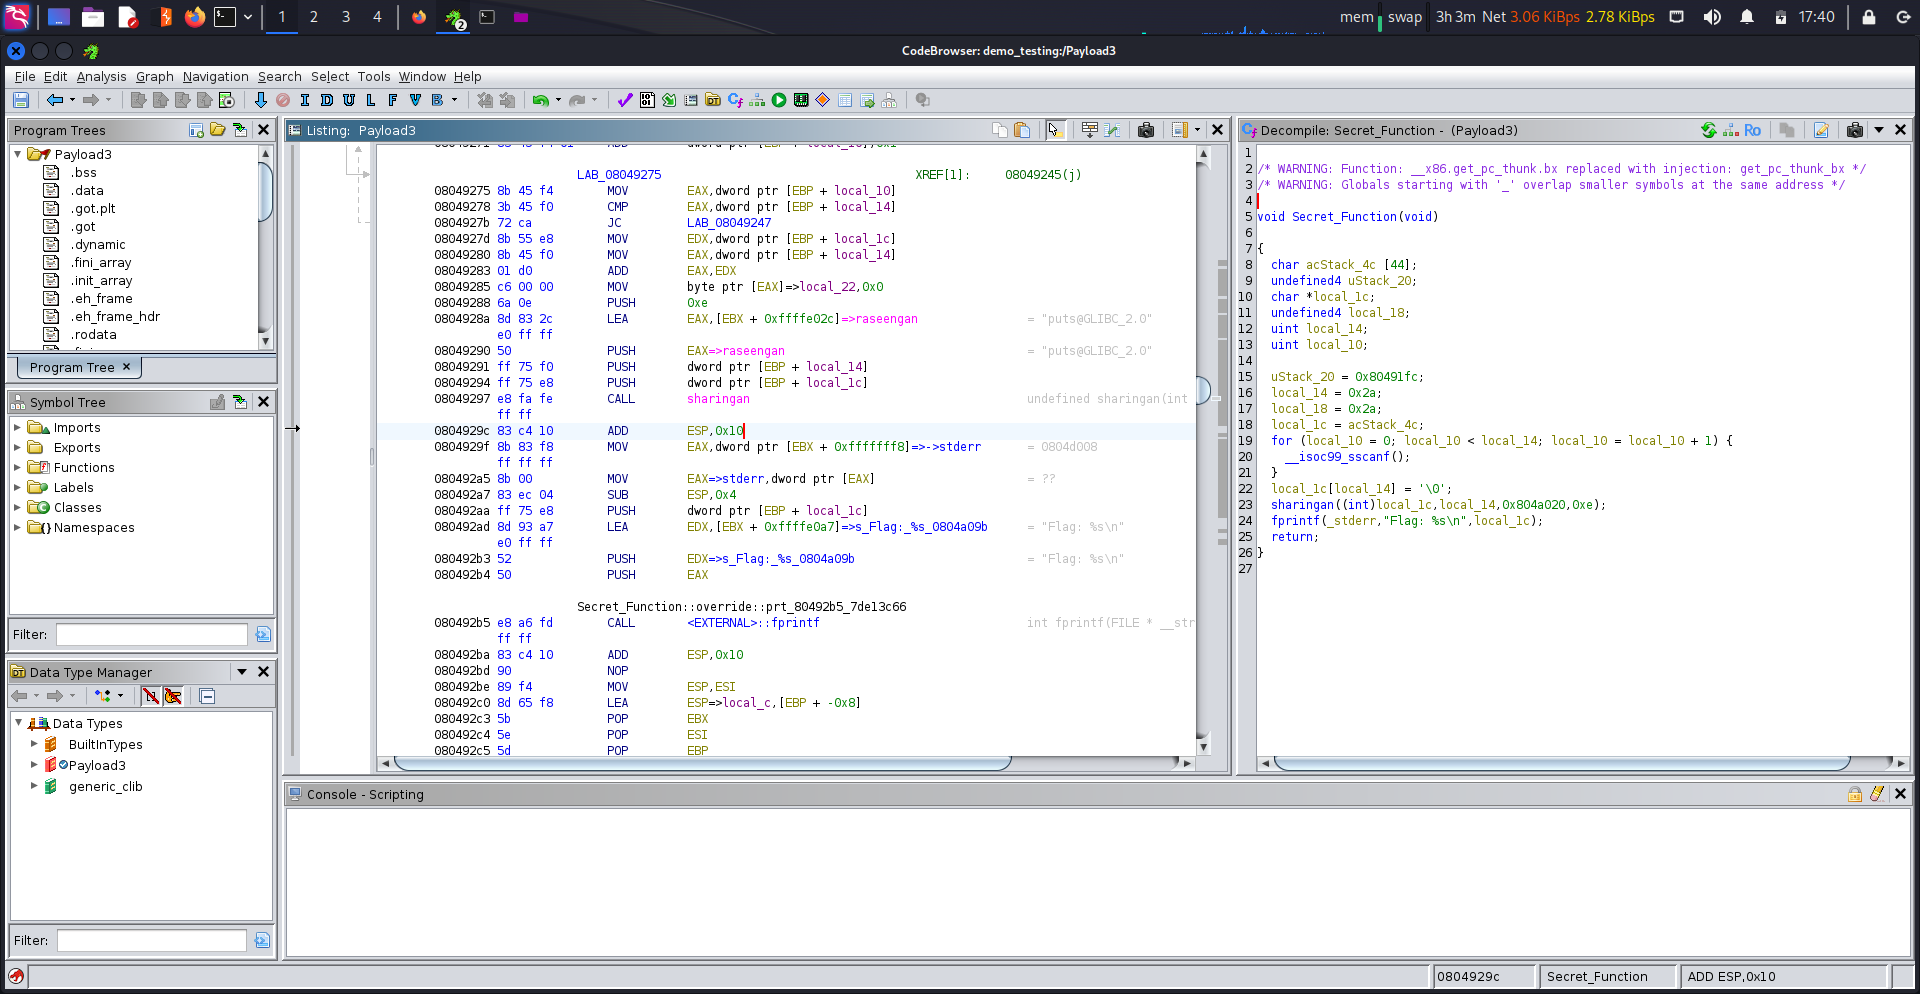 1 2 3 4 2 mem swap 3h 3m Net 3.06 KiBps 2.78 KiBps 17:40
CodeBrowser: demo_testing:/Payload3
File Edit Analysis Graph Navigation Search Select Tools Window Help
I D U L F V B
Program Trees
Payload3
.bss
.data
.got.plt
.got
.dynamic
.fini_array
.init_array
.eh_frame
.eh_frame_hdr
.rodata
Program Tree ×
Symbol Tree
Imports
Exports
Functions
Labels
Classes
Namespaces
Filter:
Data Type Manager
Data Types
BuiltInTypes
Payload3
generic_clib
Filter:
Listing: Payload3
LAB_08049275 XREF[1]: 08049245(j)
08049275 8b 45 f4 MOV EAX,dword ptr [EBP + local_10]
08049278 3b 45 f0 CMP EAX,dword ptr [EBP + local_14]
0804927b 72 ca JC LAB_08049247
0804927d 8b 55 e8 MOV EDX,dword ptr [EBP + local_1c]
08049280 8b 45 f0 MOV EAX,dword ptr [EBP + local_14]
08049283 01 d0 ADD EAX,EDX
08049285 c6 00 00 MOV byte ptr [EAX]=>local_22,0x0
08049288 6a 0e PUSH 0xe
0804928a 8d 83 2c LEA EAX,[EBX + 0xffffe02c]=>raseengan = "puts@GLIBC_2.0"
e0 ff ff
08049290 50 PUSH EAX=>raseengan = "puts@GLIBC_2.0"
08049291 ff 75 f0 PUSH dword ptr [EBP + local_14]
08049294 ff 75 e8 PUSH dword ptr [EBP + local_1c]
08049297 e8 fa fe CALL sharingan undefined sharingan(int
ff ff
0804929c 83 c4 10 ADD ESP,0x10
0804929f 8b 83 f8 MOV EAX,dword ptr [EBX + 0xfffffff8]=>->stderr = 0804d008
ff ff ff
080492a5 8b 00 MOV EAX=>stderr,dword ptr [EAX] = ??
080492a7 83 ec 04 SUB ESP,0x4
080492aa ff 75 e8 PUSH dword ptr [EBP + local_1c]
080492ad 8d 93 a7 LEA EDX,[EBX + 0xffffe0a7]=>s_Flag:_%s_0804a09b = "Flag: %s\n"
e0 ff ff
080492b3 52 PUSH EDX=>s_Flag:_%s_0804a09b = "Flag: %s\n"
080492b4 50 PUSH EAX
Secret_Function::override::prt_80492b5_7de13c66
080492b5 e8 a6 fd CALL <EXTERNAL>::fprintf int fprintf(FILE * __str
ff ff
080492ba 83 c4 10 ADD ESP,0x10
080492bd 90 NOP
080492be 89 f4 MOV ESP,ESI
080492c0 8d 65 f8 LEA ESP=>local_c,[EBP + -0x8]
080492c3 5b POP EBX
080492c4 5e POP ESI
080492c5 5d POP EBP
Decompile: Secret_Function - (Payload3)
Ro
1
2 /* WARNING: Function: __x86.get_pc_thunk.bx replaced with injection: get_pc_thunk_bx */
3 /* WARNING: Globals starting with '_' overlap smaller symbols at the same address */
4
5 void Secret_Function(void)
6
7 {
8 char acStack_4c [44];
9 undefined4 uStack_20;
10 char *local_1c;
11 undefined4 local_18;
12 uint local_14;
13 uint local_10;
14
15 uStack_20 = 0x80491fc;
16 local_14 = 0x2a;
17 local_18 = 0x2a;
18 local_1c = acStack_4c;
19 for (local_10 = 0; local_10 < local_14; local_10 = local_10 + 1) {
20 __isoc99_sscanf();
21 }
22 local_1c[local_14] = '\0';
23 sharingan((int)local_1c,local_14,0x804a020,0xe);
24 fprintf(_stderr,"Flag: %s\n",local_1c);
25 return;
26 }
27
Console - Scripting
0804929c Secret_Function ADD ESP,0x10